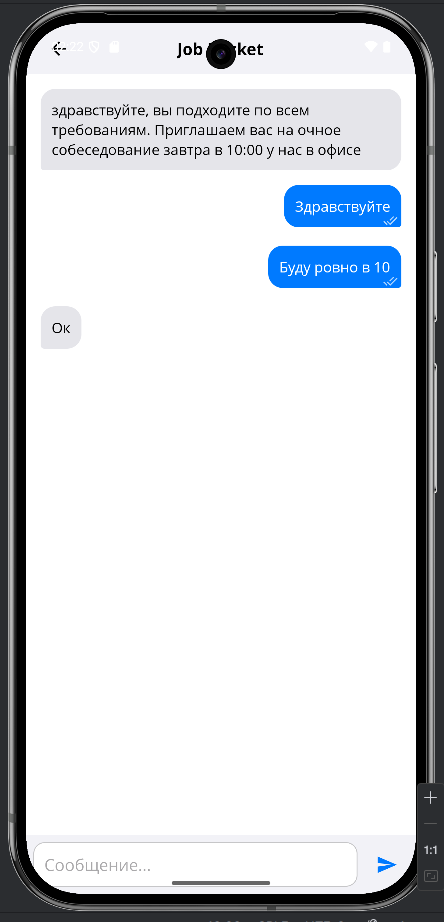 Job
ket
здравствуйте, вы подходите по всем
требованиям. Приглашаем вас на очное
собеседование завтра в 10:00 у нас в офисе
Здравствуйте
Буду ровно в 10
Ок
Сообщение...
1:1